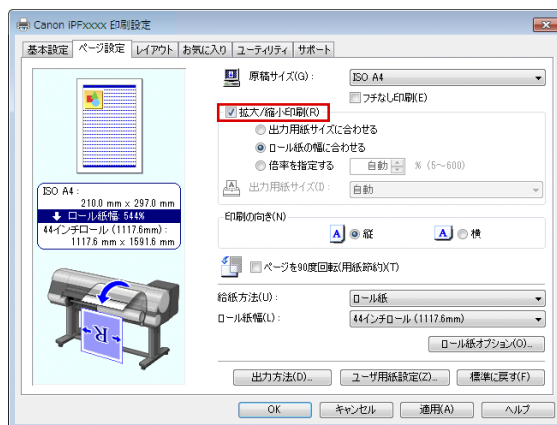 Canon iPFxxxx 印刷設定
基本設定 ページ設定 レイアウト お気に入り ユーティリティ サポート
原稿サイズ(G): ISO A4
フチなし印刷(E)
拡大/縮小印刷(R)
出力用紙サイズに合わせる
ロール紙の幅に合わせる
倍率を指定する 自動 % (5~600)
出力用紙サイズ(I): 自動
ISO A4 :
210.0 mm x 297.0 mm
ロール紙幅: 544%
44インチロール (1117.6mm) :
1117.6 mm x 1591.6 mm
印刷の向き(N)
A 縦 A 横
ページを90度回転(用紙節約)(T)
給紙方法(U): ロール紙
ロール紙幅(L): 44インチロール (1117.6mm)
ロール紙オプション(O)...
R
出力方法(D)... ユーザ用紙設定(Z)... 標準に戻す(F)
OK キャンセル 適用(A) ヘルプ